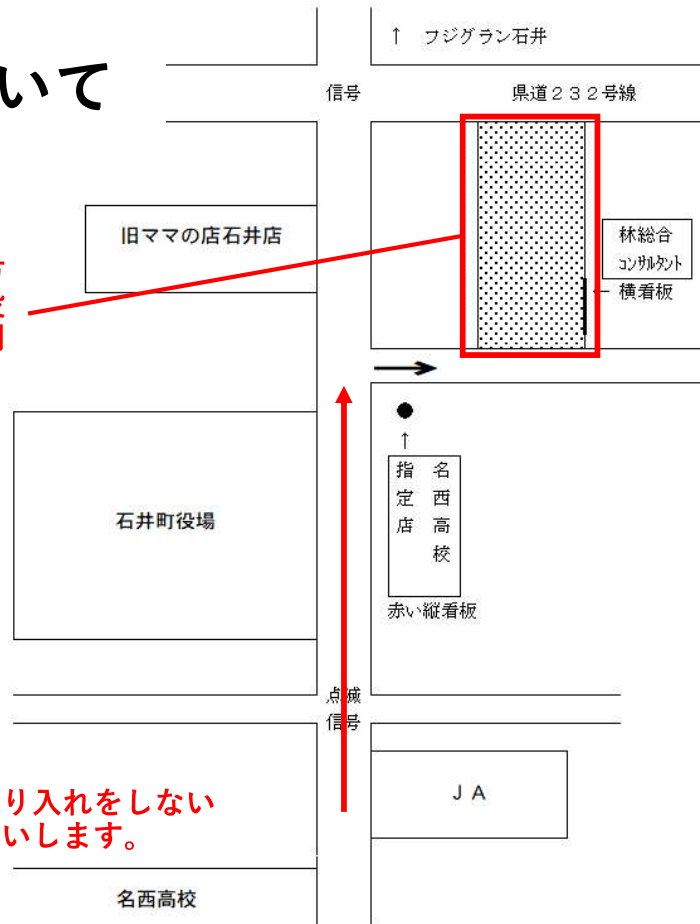 ↑ フジグラン石井
いて
信号
県道２３２号線
旧ママの店石井店
林総合
コンサルタント
← 横看板
↑
名西高校
指定店
石井町役場
赤い縦看板
点滅
信号
り入れをしない
いします。
ＪＡ
名西高校